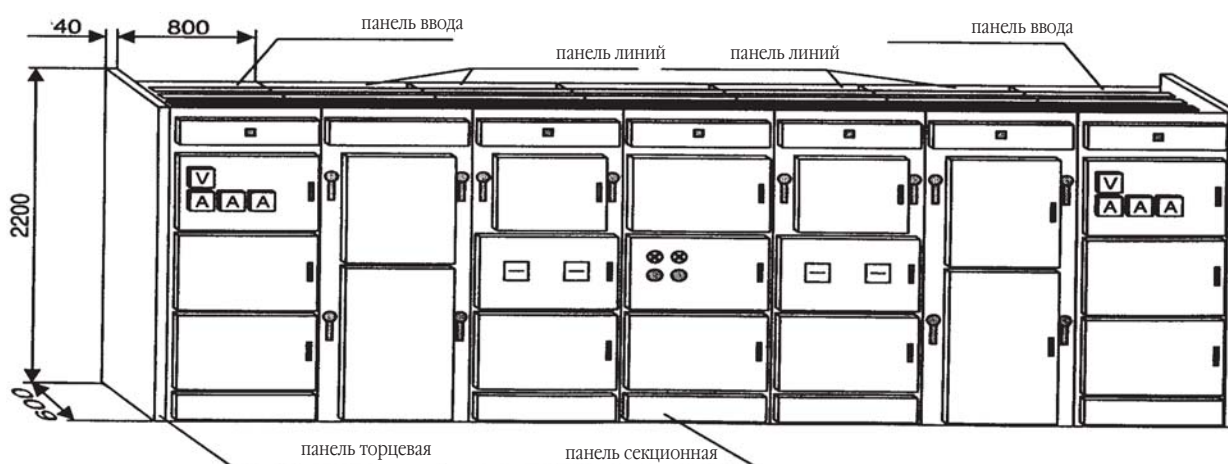 40
800
панель ввода
панель линий
панель линий
панель ввода
2200
600
V
A A A
V
A A A
панель торцевая
панель секционная